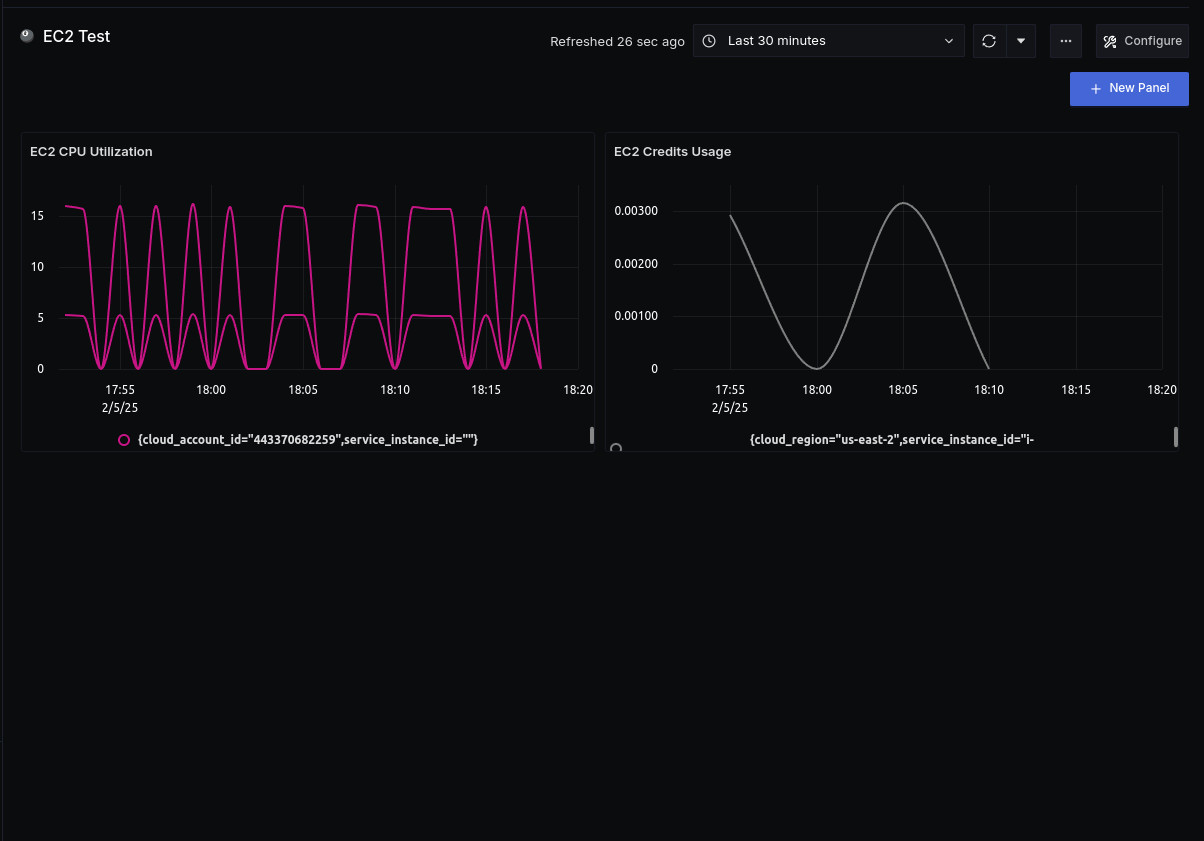 EC2 Test
Refreshed 26 sec ago
Last 30 minutes
Configure
New Panel
EC2 CPU Utilization
15
10
5
0
17:55 18:00 18:05 18:10 18:15 18:20
2/5/25
{cloud_account_id="443370682259",service_instance_id=""}
EC2 Credits Usage
0.00300
0.00200
0.00100
0
17:55 18:00 18:05 18:10 18:15 18:20
2/5/25
{cloud_region="us-east-2",service_instance_id="i-